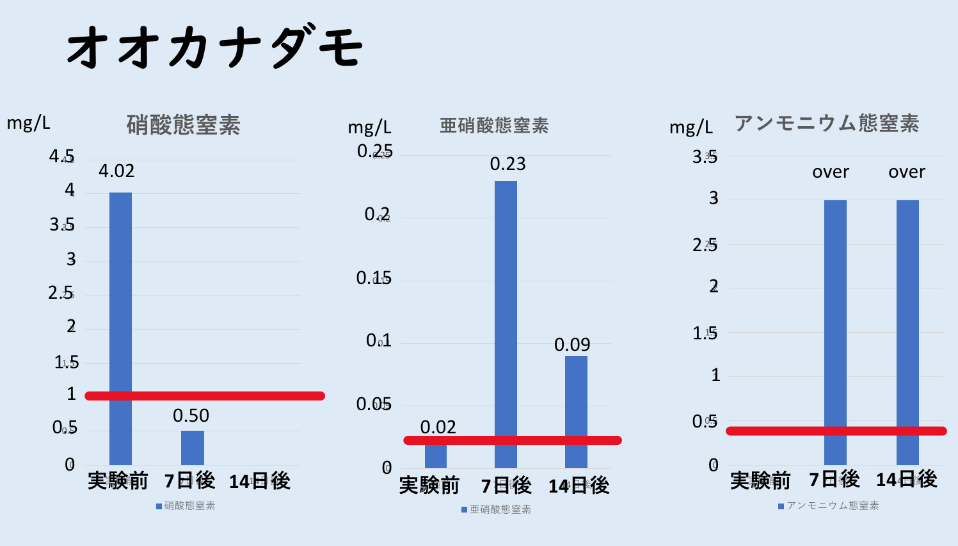 オオカナダモ
mg/L
硝酸態窒素
4.5
4
3.5
3
2.5
2
1.5
1
0.5
0
4.02
0.50
実験前 7日後 14日後
硝酸態窒素
mg/L
亜硝酸態窒素
0.25
0.2
0.15
0.1
0.05
0
0.02
0.23
0.09
実験前 7日後 14日後
亜硝酸態窒素
mg/L
アンモニウム態窒素
3.5
3
2.5
2
1.5
1
0.5
0
over
over
実験前 7日後 14日後
アンモニウム態窒素